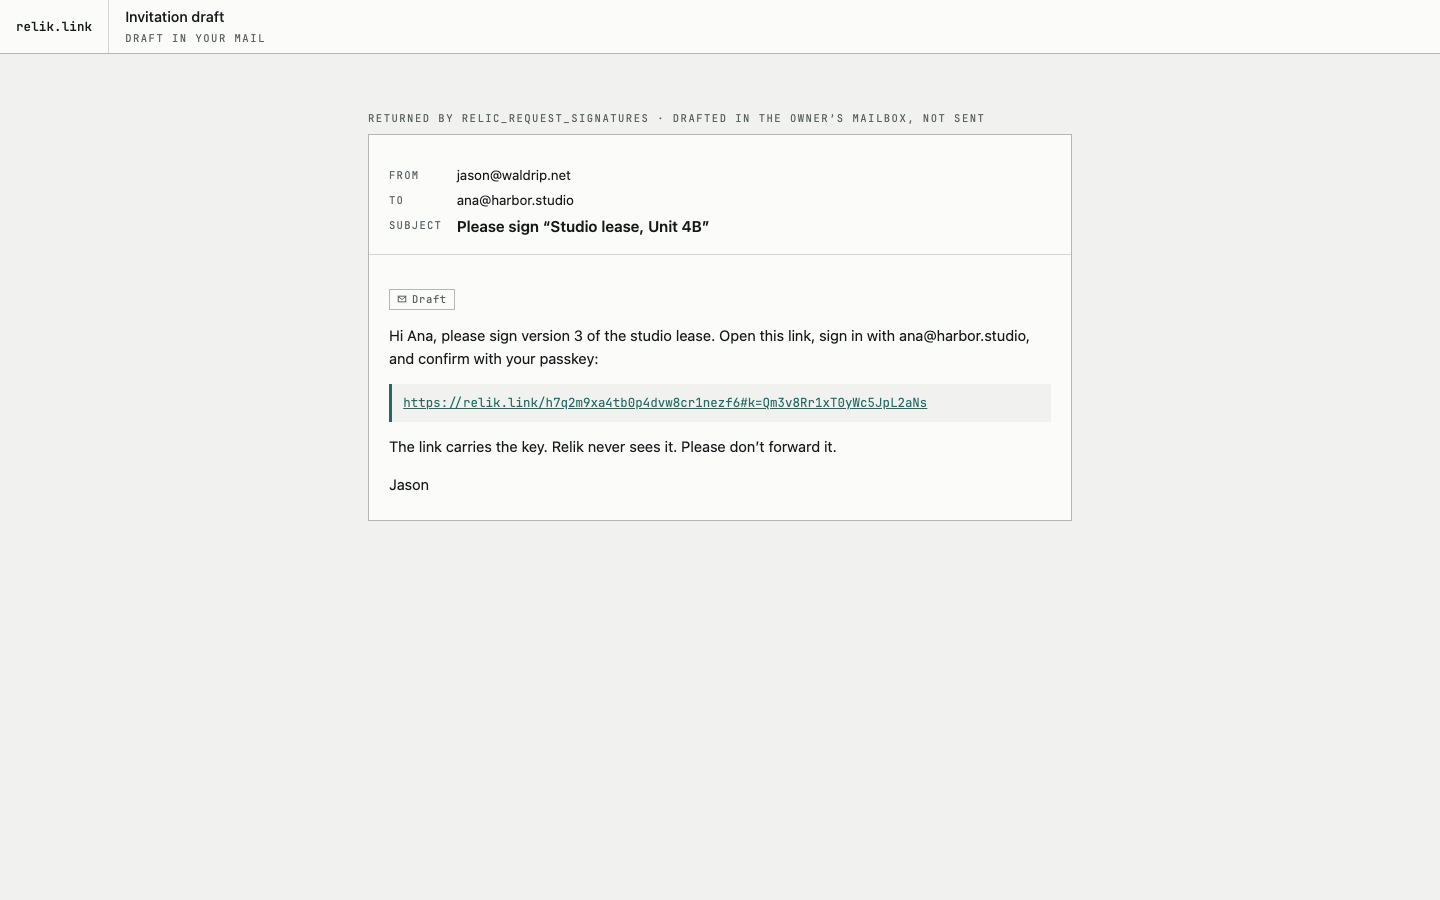 relik.link
Invitation draft
DRAFT IN YOUR MAIL
RETURNED BY RELIC_REQUEST_SIGNATURES · DRAFTED IN THE OWNER’S MAILBOX, NOT SENT
FROM jason@waldrip.net
TO ana@harbor.studio
SUBJECT Please sign “Studio lease, Unit 4B”
Draft
Hi Ana, please sign version 3 of the studio lease. Open this link, sign in with ana@harbor.studio,
and confirm with your passkey:
https://relik.link/h7q2m9xa4tb0p4dvw8cr1nezf6#k=Qm3v8Rr1xT0yWc5JpL2aNs
The link carries the key. Relik never sees it. Please don’t forward it.
Jason